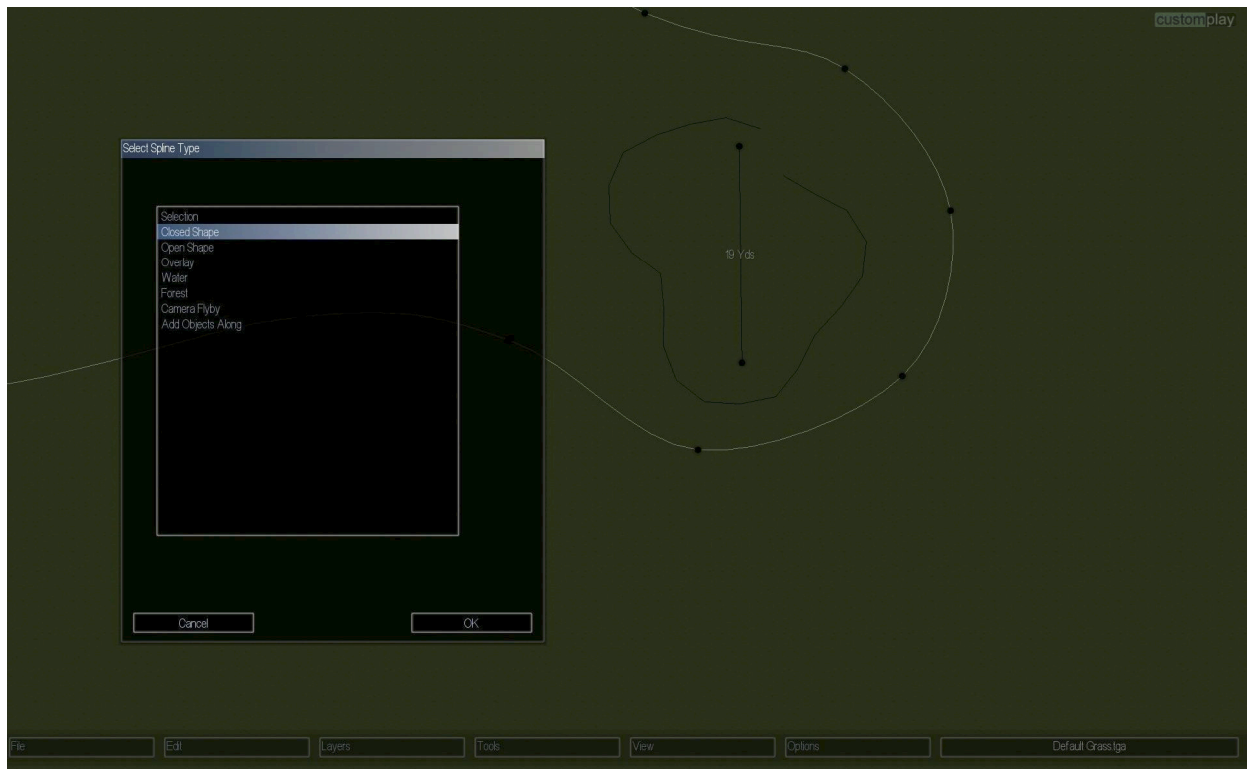 customplay
Select Spline Type
Selection
Closed Shape
Open Shape
Overlay
Water
Forest
Camera Flyby
Add Objects Along
19 Yds
Cancel
OK
File
Edit
Layers
Tools
View
Options
Default Grass.tga